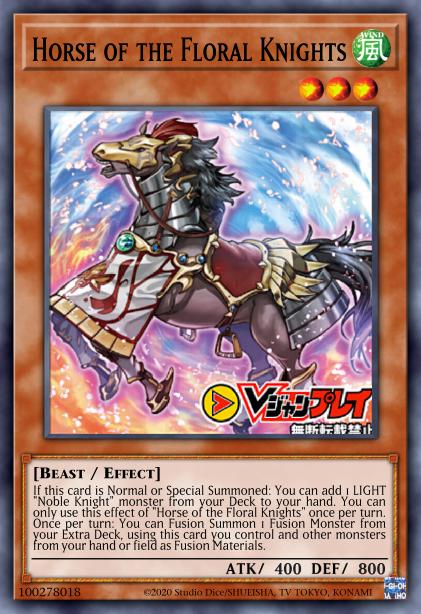 HORSE OF THE FLORAL KNIGHTS
WIND
風
Vジャンプレイ
無断転載禁止
[BEAST / EFFECT]
If this card is Normal or Special Summoned: You can add 1 LIGHT
"Noble Knight" monster from your Deck to your hand. You can
only use this effect of "Horse of the Floral Knights" once per turn.
Once per turn: You can Fusion Summon 1 Fusion Monster from
your Extra Deck, using this card you control and other monsters
from your hand or field as Fusion Materials.
ATK/ 400 DEF/ 800
100278018
©2020 Studio Dice/SHUEISHA, TV TOKYO, KONAMI